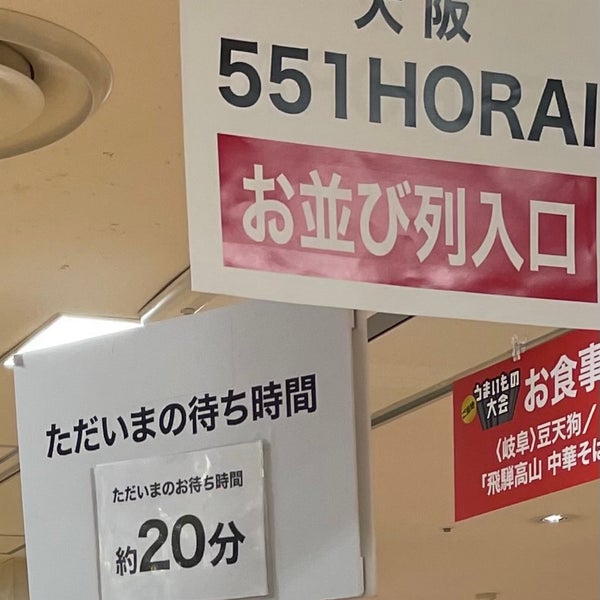 大阪
551HORAI
お並び列入口
ただいまの待ち時間
ただいまのお待ち時間
約20分
うまいもの
大会
お食事
〈岐阜〉豆天狗/
「飛騨高山 中華そば